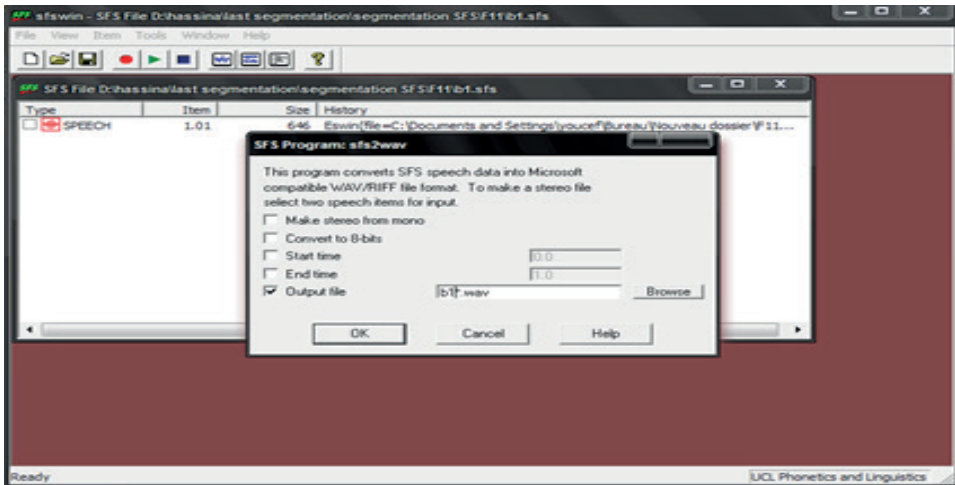 sfswin - SFS File D:\hassina\last segmentation\segmentation SFS\F11\b1.sfs
File View Item Tools Window Help
SFS File D:\hassina\last segmentation\segmentation SFS\F11\b1.sfs
Type Item Size History
SPEECH 1.01 646 Eswin(file=C:\Documents and Settings\youcef\Bureau\Nouveau dossier\F11...
SFS Program: sfs2wav
This program converts SFS speech data into Microsoft
compatible WAV/RIFF file format. To make a stereo file
select two speech items for input.
Make stereo from mono
Convert to 8-bits
Start time 0.0
End time 1.0
Output file .wav Browse
OK Cancel Help
Ready UCL Phonetics and Linguistics